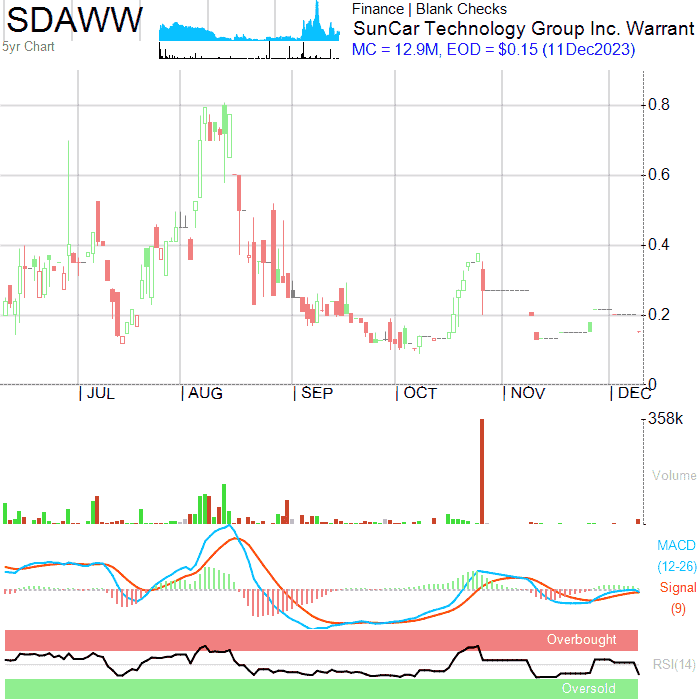 SDAWW
5yr Chart
Finance | Blank Checks
SunCar Technology Group Inc. Warrant
MC = 12.9M, EOD = $0.15 (11Dec2023)
0.8
0.6
0.4
0.2
0
| JUL | AUG | SEP | OCT | NOV | DEC
358k
Volume
MACD
(12-26)
Signal
(9)
Overbought
RSI(14)
Oversold